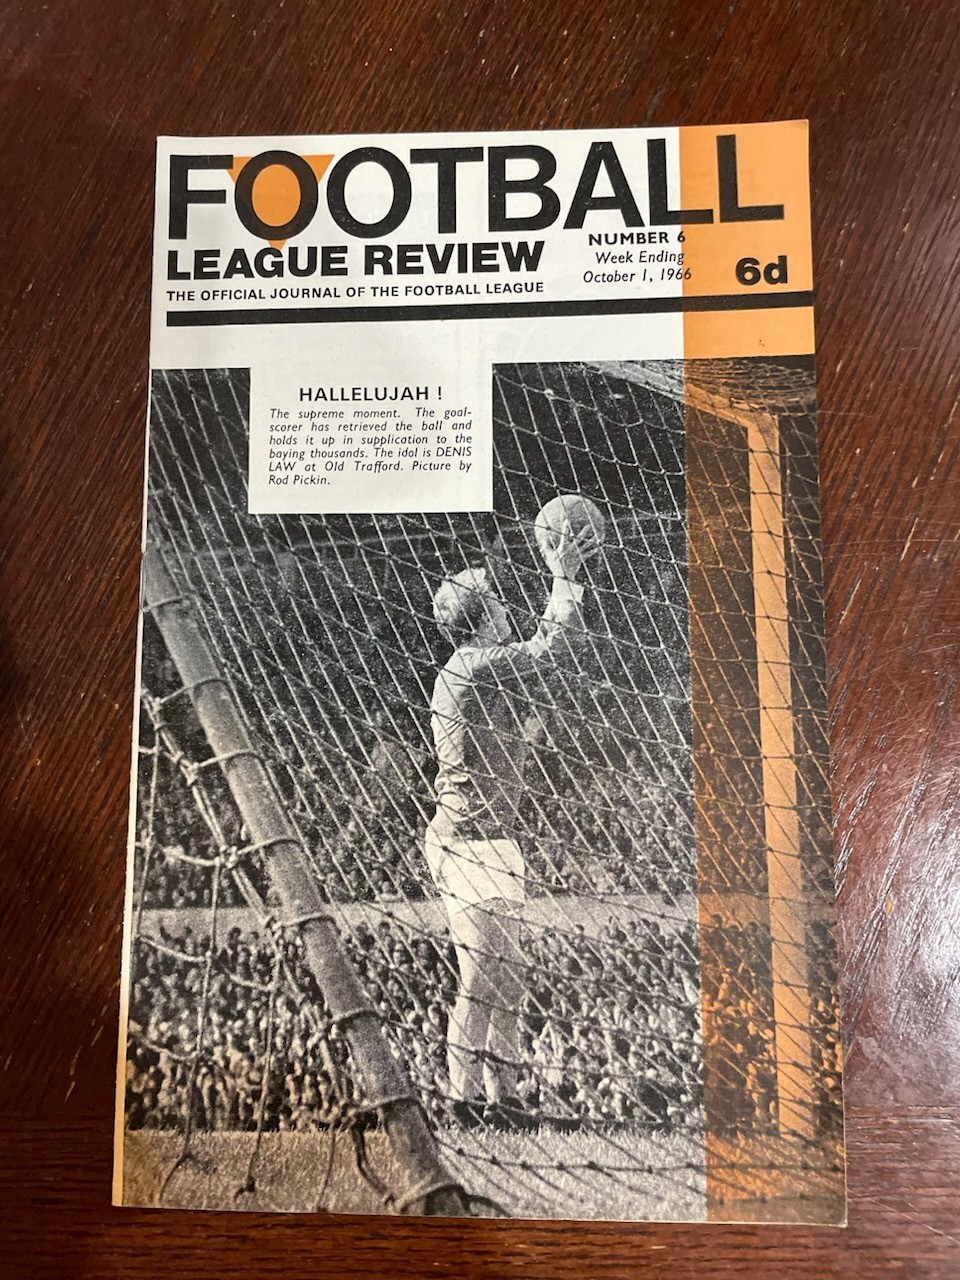 FOOTBALL
LEAGUE REVIEW
THE OFFICIAL JOURNAL OF THE FOOTBALL LEAGUE
NUMBER 6
Week Ending
October 1, 1966
6d
HALLELUJAH !
The supreme moment. The goal-
scorer has retrieved the ball and
holds it up in supplication to the
baying thousands. The idol is DENIS
LAW at Old Trafford. Picture by
Rod Pickin.